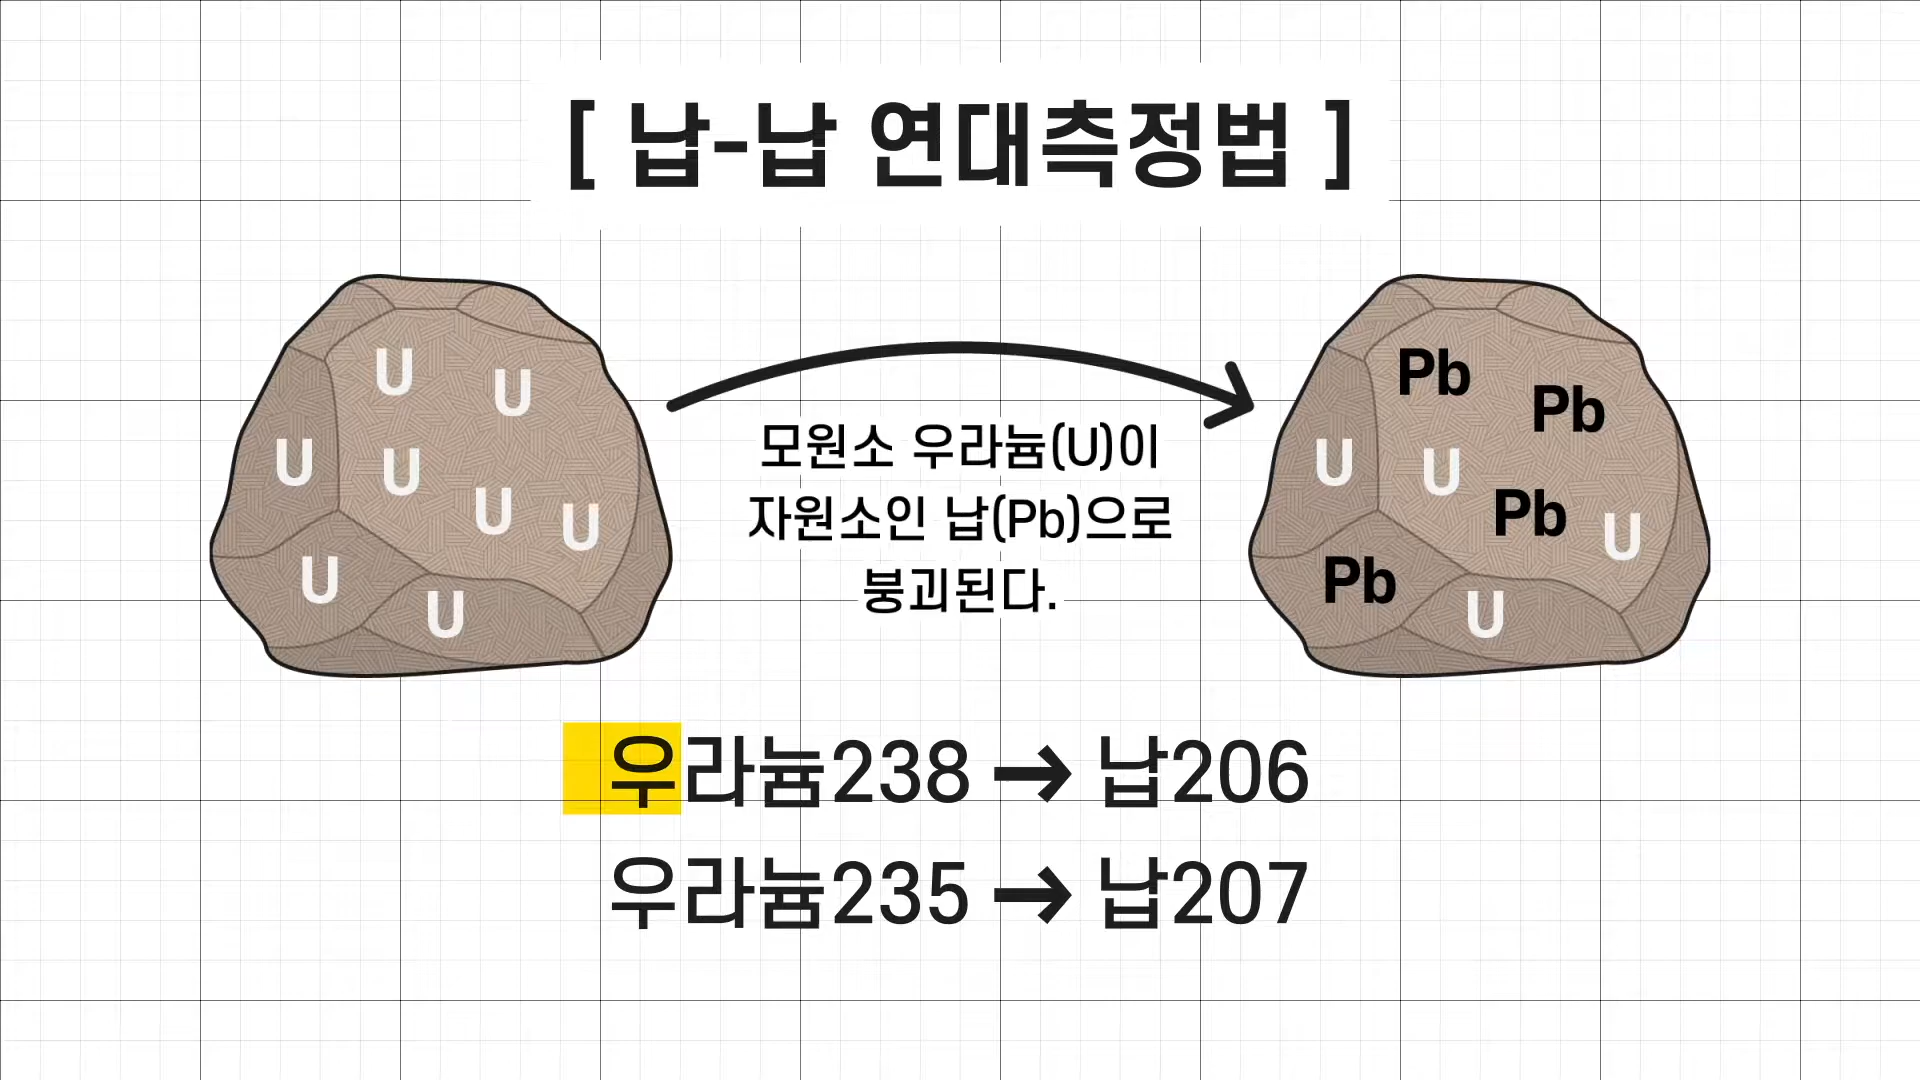 [ 납-납 연대측정법 ]
U
U
U
U
U
U
U
U
모원소 우라늄(U)이
자원소인 납(Pb)으로
붕괴된다.
Pb
Pb
U
U
Pb
U
Pb
U
우라늄238 → 납206
우라늄235 → 납207